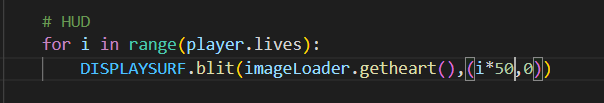 # HUD
for i in range(player.lives):
    DISPLAYSURF.blit(imageLoader.getheart(),(i*50,0))